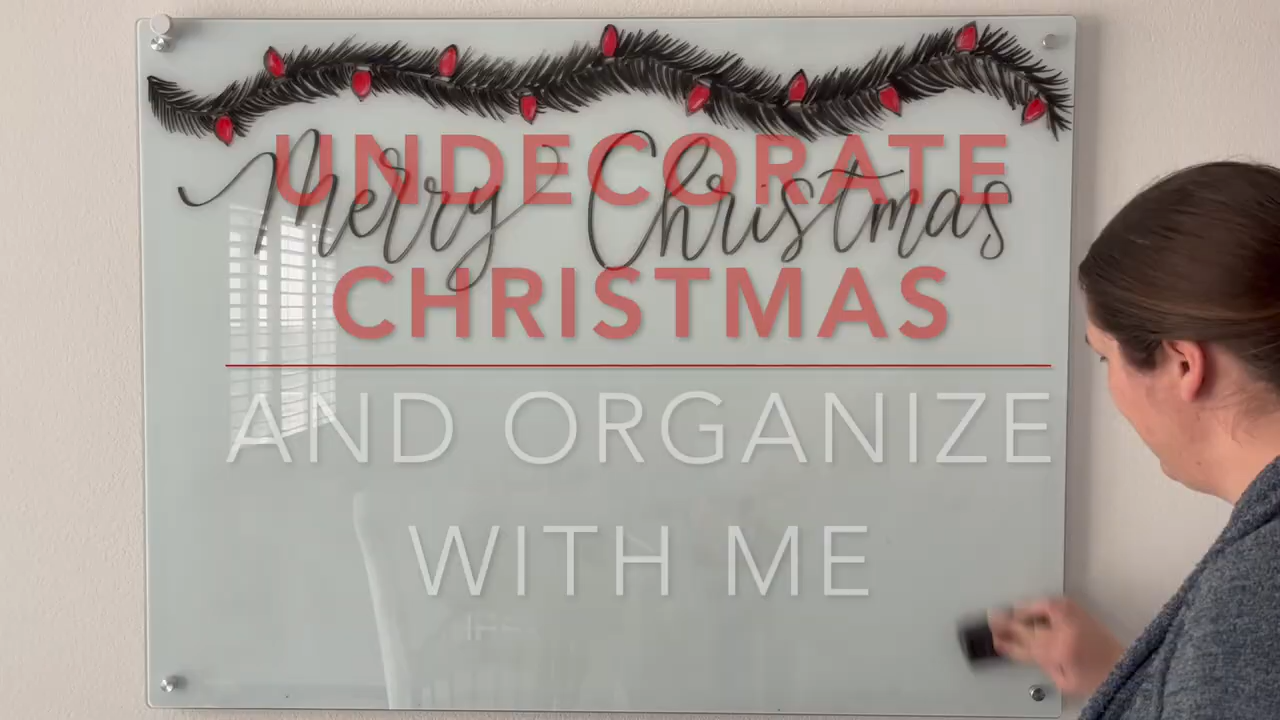 Merry Christmas
UNDECORATE
CHRISTMAS
AND ORGANIZE
WITH ME